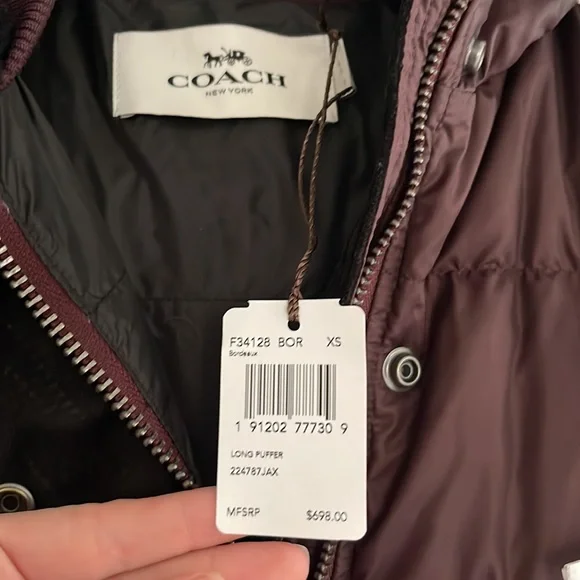 COACH
NEW YORK
F34128 BOR XS
Bordeaux
1 91202 77730 9
LONG PUFFER
224787JAX
MFSRP $698.00